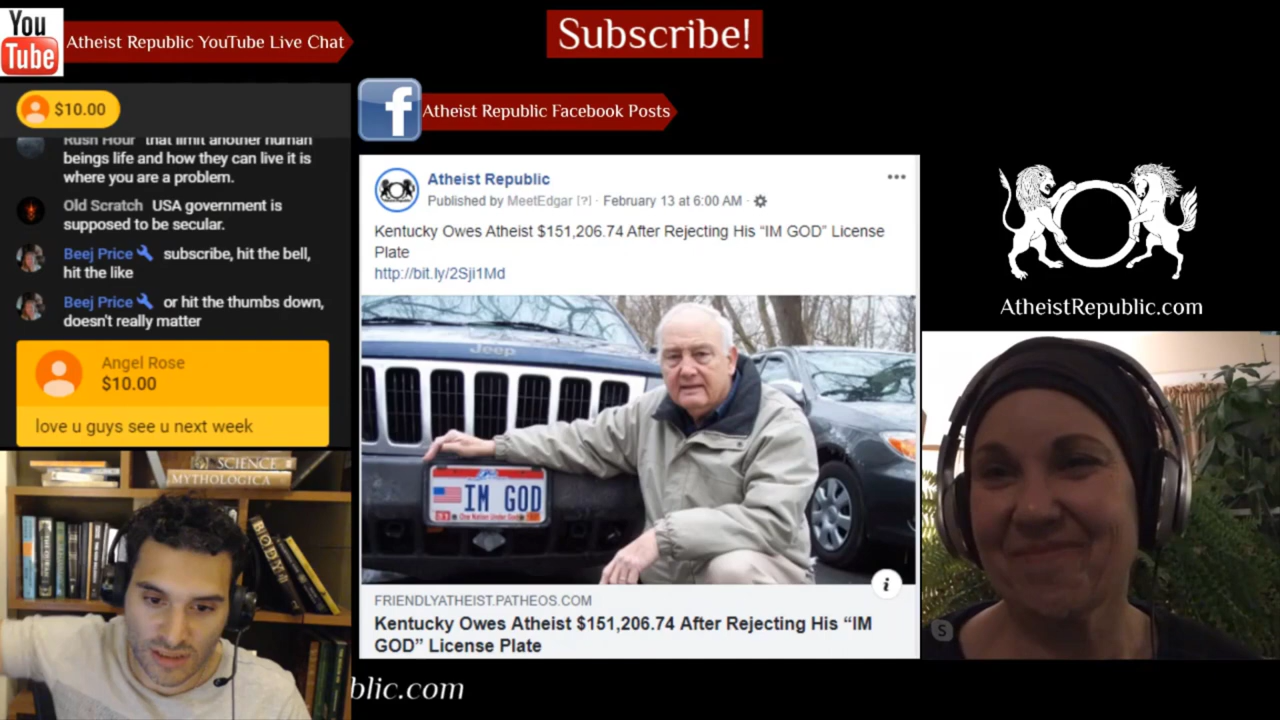 You
Tube
Atheist Republic YouTube Live Chat
Subscribe!
$10.00
Rush Hour that limit another human
beings life and how they can live it is
where you are a problem.
Old Scratch USA government is
supposed to be secular.
Beej Price subscribe, hit the bell,
hit the like
Beej Price or hit the thumbs down,
doesn't really matter
Angel Rose
$10.00
love u guys see u next week
f
Atheist Republic Facebook Posts
Atheist Republic
Published by MeetEdgar [?] · February 13 at 6:00 AM ·
Kentucky Owes Atheist $151,206.74 After Rejecting His “IM GOD” License
Plate
http://bit.ly/2Sji1Md
Jeep
IM GOD
One Nation Under God
i
FRIENDLYATHEIST.PATHEOS.COM
Kentucky Owes Atheist $151,206.74 After Rejecting His “IM
GOD” License Plate
AtheistRepublic.com
S
SCIENCE
MYTHOLOGICA
BODY
blic.com